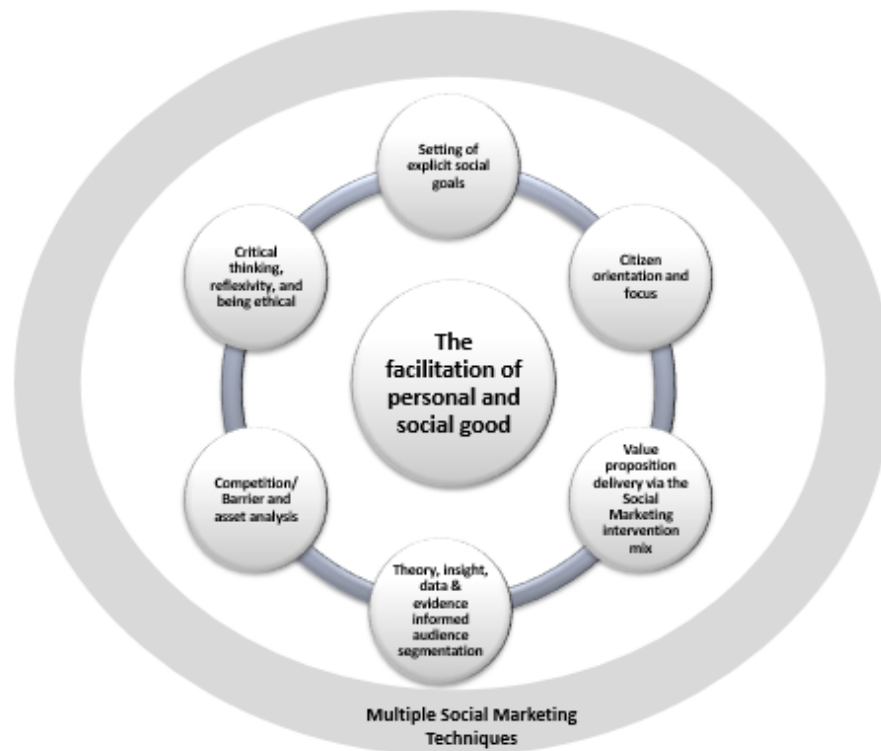 Setting of
explicit social
goals
Citizen
orientation and
focus
Value
proposition
delivery via the
Social
Marketing
intervention
mix
Theory, insight,
data &
evidence
informed
audience
segmentation
Competition/
Barrier and
asset analysis
Critical
thinking,
reflexivity, and
being ethical
The
facilitation of
personal and
social good
Multiple Social Marketing
Techniques